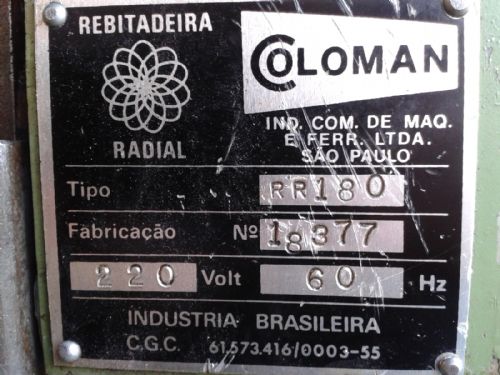 REBITADEIRA
RADIAL
COLOMAN
IND. COM. DE MAQ.
E FERR. LTDA.
SÃO PAULO
Tipo RR180
Fabricação Nº 18377
220 Volt 60 Hz
INDUSTRIA BRASILEIRA
C.G.C. 61.573.416/0003-55